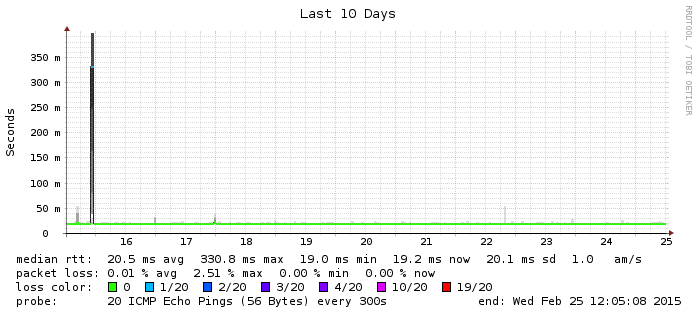 Last 10 Days
RRDTOOL / TOBI OETIKER
Seconds
350 m
300 m
250 m
200 m
150 m
100 m
50 m
0
16 17 18 19 20 21 22 23 24 25
median rtt: 20.5 ms avg 330.8 ms max 19.0 ms min 19.2 ms now 20.1 ms sd 1.0 am/s
packet loss: 0.01 % avg 2.51 % max 0.00 % min 0.00 % now
loss color: 0 1/20 2/20 3/20 4/20 10/20 19/20
probe: 20 ICMP Echo Pings (56 Bytes) every 300s end: Wed Feb 25 12:05:08 2015